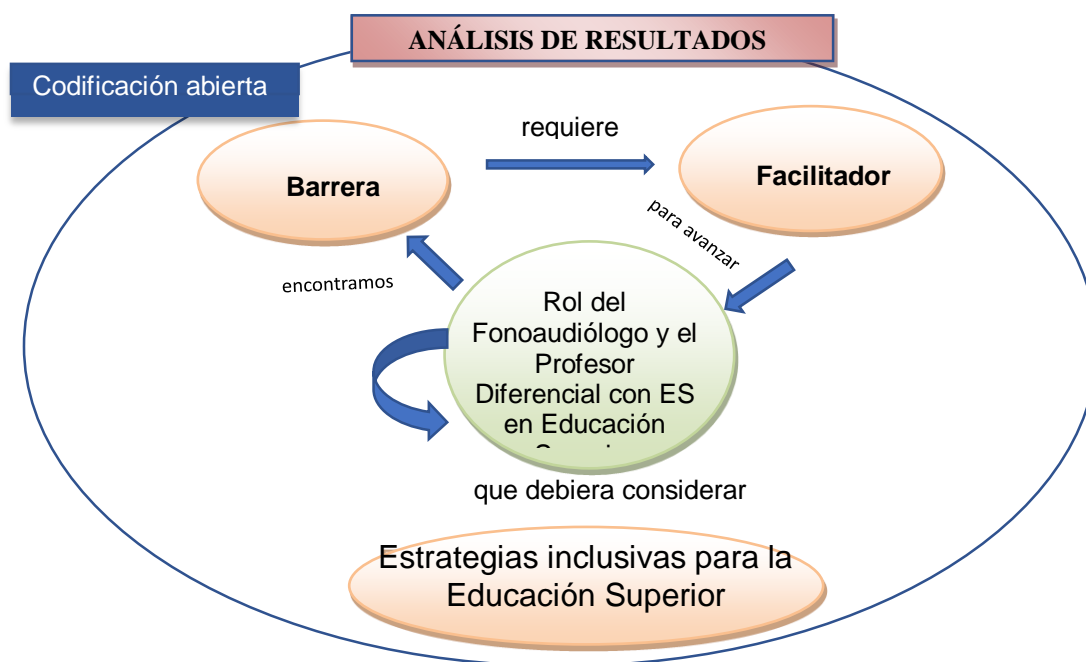 ANÁLISIS DE RESULTADOS
Codificación abierta
requiere
Barrera
Facilitador
para avanzar
encontramos
Rol del
Fonoaudiólogo y el
Profesor
Diferencial con ES
en Educación
que debiera considerar
Estrategias inclusivas para la
Educación Superior